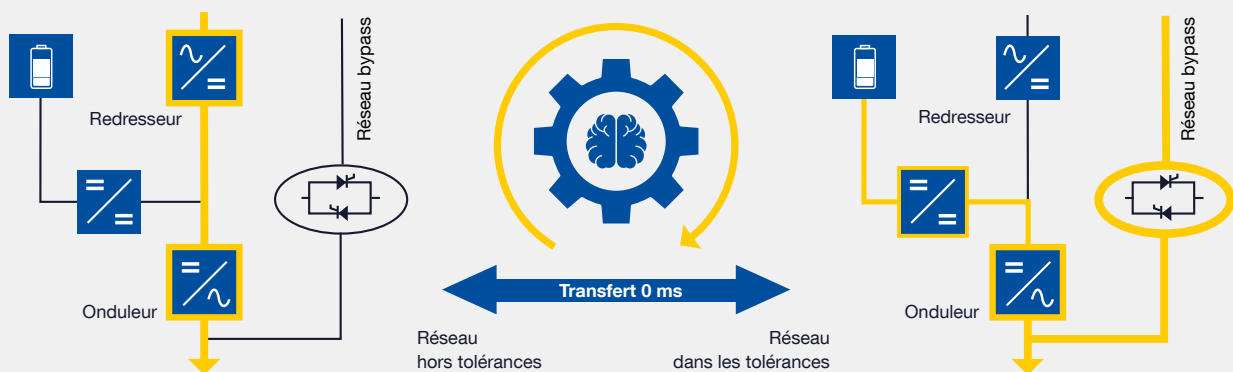 Redresseur
Réseau bypass
Onduleur
Transfert 0 ms
Réseau
hors tolérances
Réseau
dans les tolérances
Redresseur
Réseau bypass
Onduleur